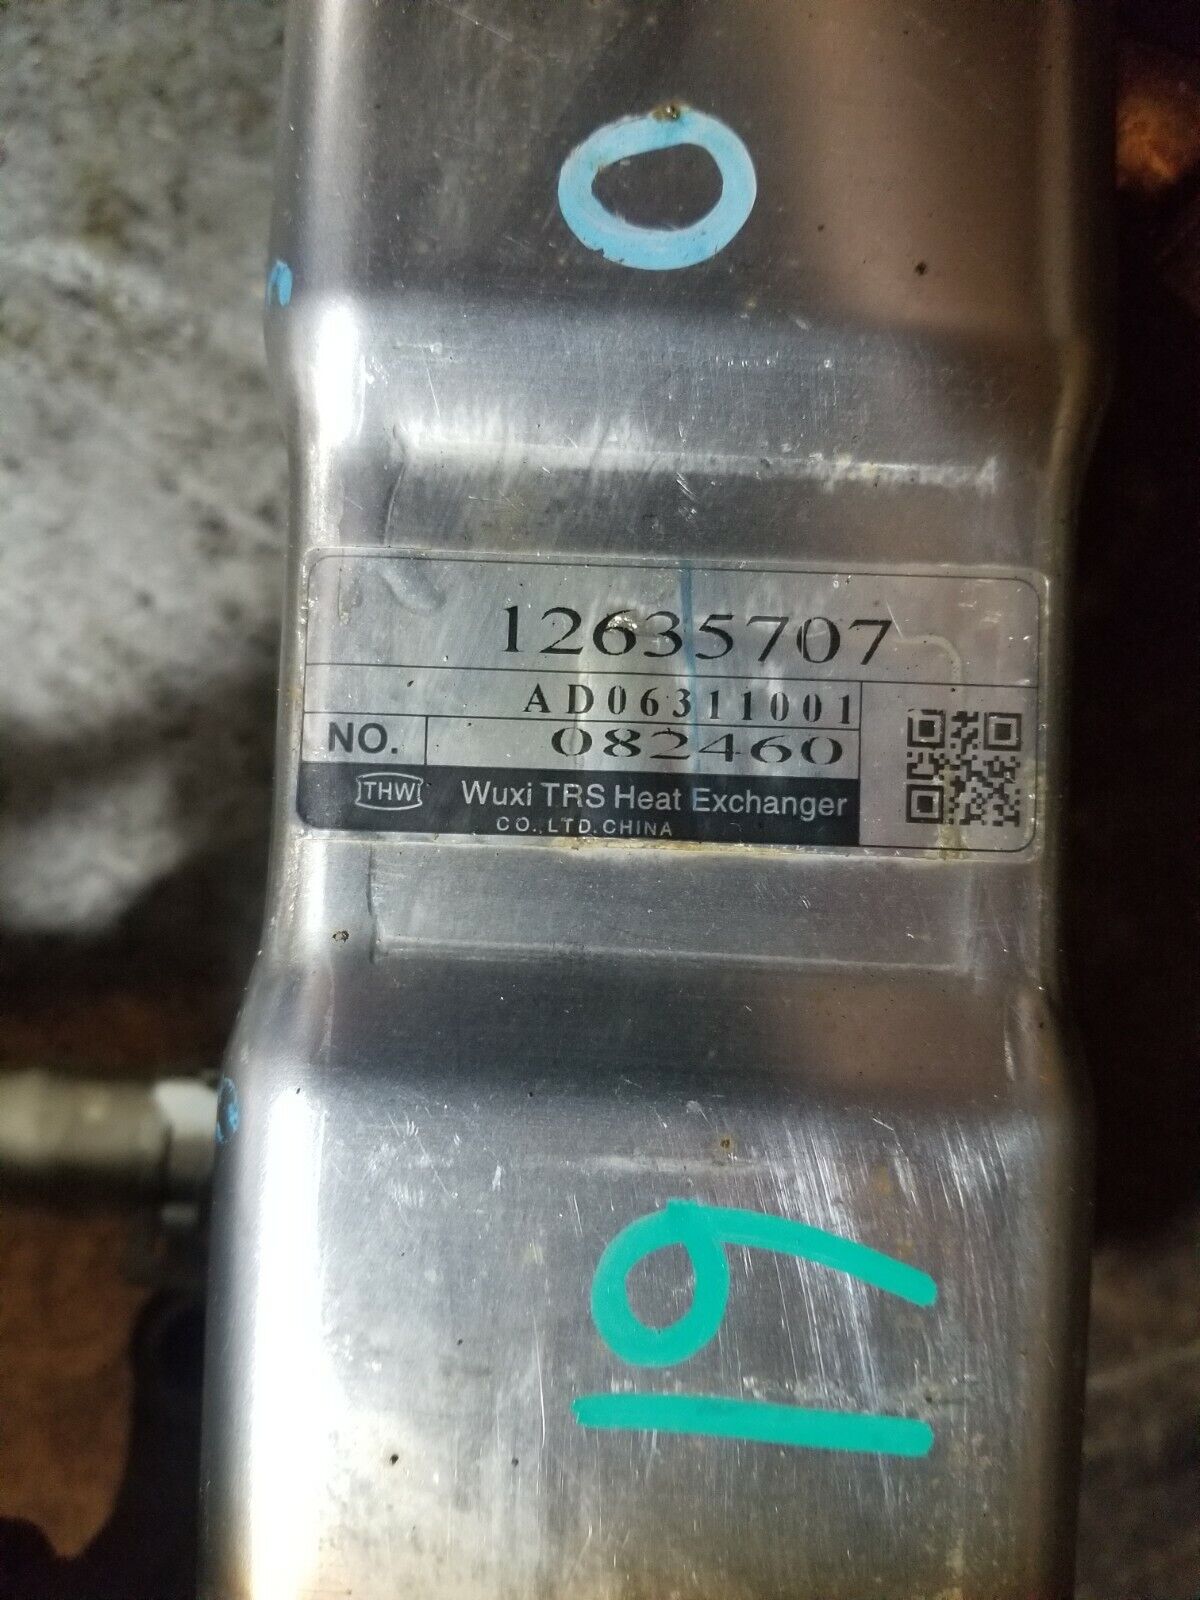 0
12635707
AD06311001
NO. 082460
THW Wuxi TRS Heat Exchanger
CO.,LTD.CHINA
19